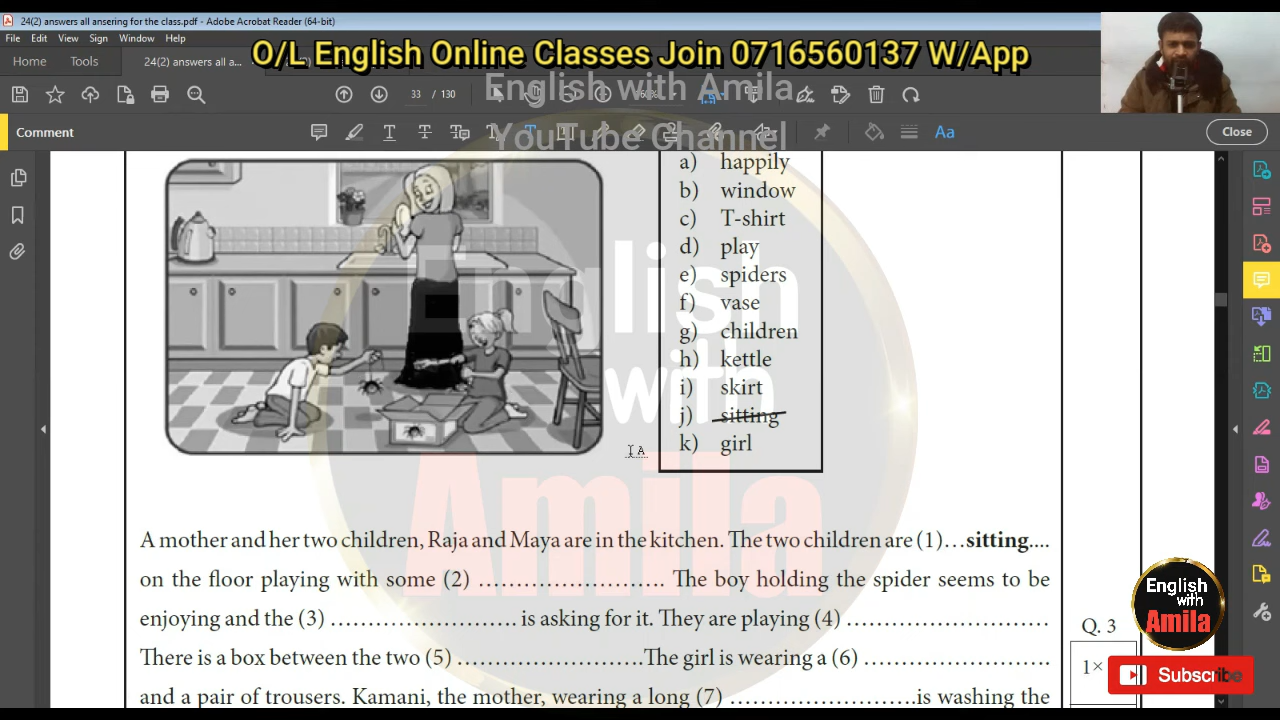 24(2) answers all ansering for the class.pdf - Adobe Acrobat Reader (64-bit)
File Edit View Sign Window Help
O/L English Online Classes Join 0716560137 W/App
Home Tools 24(2) answers all a...
English with Amila
33 / 130
YouTube Channel
Comment
Aa
Close
a) happily
b) window
c) T-shirt
d) play
e) spiders
f) vase
g) children
h) kettle
i) skirt
j) sitting
k) girl
English
with
Amila
A mother and her two children, Raja and Maya are in the kitchen. The two children are (1)…sitting....
on the floor playing with some (2) ……………………. The boy holding the spider seems to be
enjoying and the (3) ……………………. is asking for it. They are playing (4) ……………………….
There is a box between the two (5) …………………….The girl is wearing a (6) …………………….
and a pair of trousers. Kamani, the mother, wearing a long (7) …………………….is washing the
Q. 3
1×
English
with
Amila
Subscribe